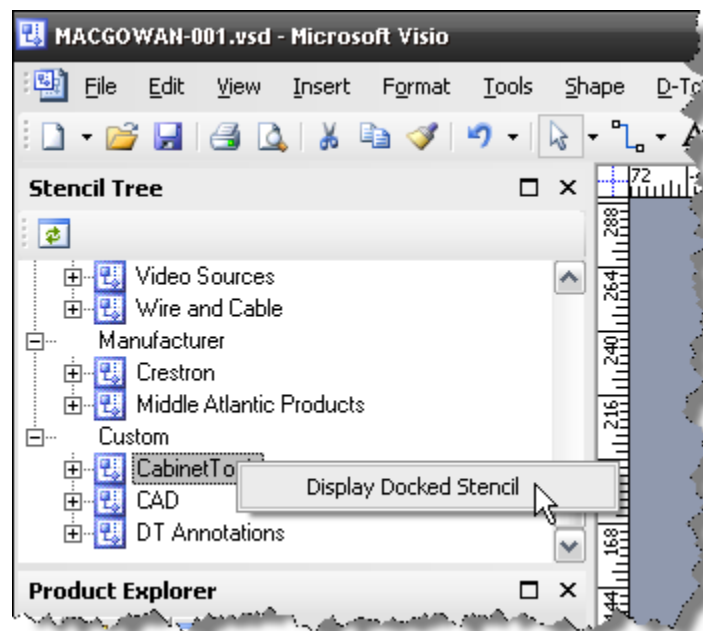 MACGOWAN-001.vsd - Microsoft Visio
File Edit View Insert Format Tools Shape
Stencil Tree
72
288
Video Sources
264
Wire and Cable
Manufacturer
240
Crestron
Middle Atlantic Products
216
Custom
Display Docked Stencil
CAD
DT Annotations
168
Product Explorer
144